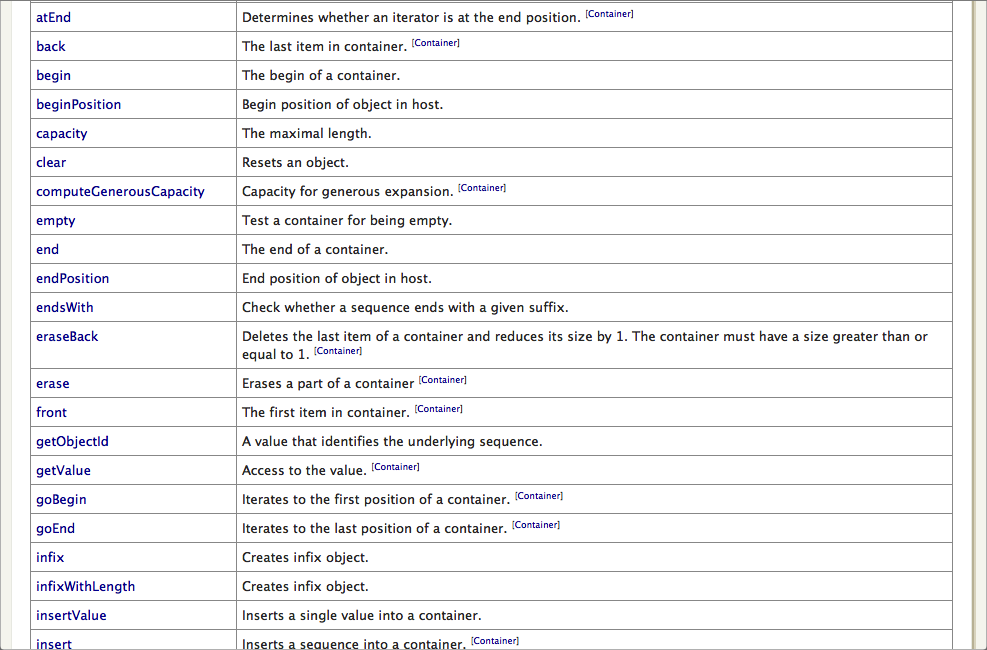 atEnd Determines whether an iterator is at the end position. [Container]
back The last item in container. [Container]
begin The begin of a container.
beginPosition Begin position of object in host.
capacity The maximal length.
clear Resets an object.
computeGenerousCapacity Capacity for generous expansion. [Container]
empty Test a container for being empty.
end The end of a container.
endPosition End position of object in host.
endsWith Check whether a sequence ends with a given suffix.
eraseBack Deletes the last item of a container and reduces its size by 1. The container must have a size greater than or
equal to 1. [Container]
erase Erases a part of a container [Container]
front The first item in container. [Container]
getObjectId A value that identifies the underlying sequence.
getValue Access to the value. [Container]
goBegin Iterates to the first position of a container. [Container]
goEnd Iterates to the last position of a container. [Container]
infix Creates infix object.
infixWithLength Creates infix object.
insertValue Inserts a single value into a container.
insert Inserts a sequence into a container. [Container]